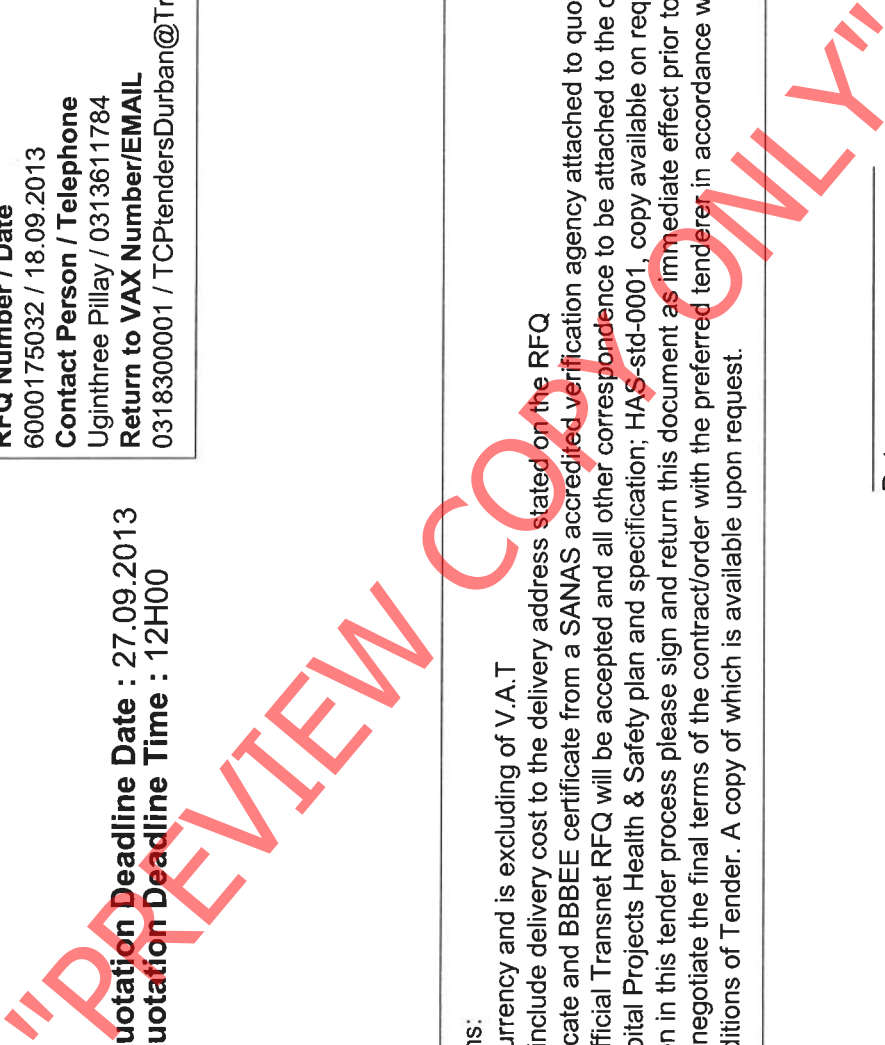 RFQ Number / Date
6000175032 / 18.09.2013
Contact Person / Telephone
Uginthree Pillay / 0313611784
Return to VAX Number/EMAIL
0318300001 / TCPtendersDurban@Tr
uotation Deadline Date : 27.09.2013
uotation Deadline Time : 12H00
ns:
urrency and is excluding of V.A.T
include delivery cost to the delivery address stated on the RFQ
cate and BBBEE certificate from a SANAS accredited verification agency attached to quo
fficial Transnet RFQ will be accepted and all other correspondence to be attached to the
pital Projects Health & Safety plan and specification; HAS-std-0001, copy available on req
n in this tender process please sign and return this document as immediate effect prior to
negotiate the final terms of the contract/order with the preferred tenderer in accordance w
ditions of Tender. A copy of which is available upon request.
"PREVIEW COPY ONLY"